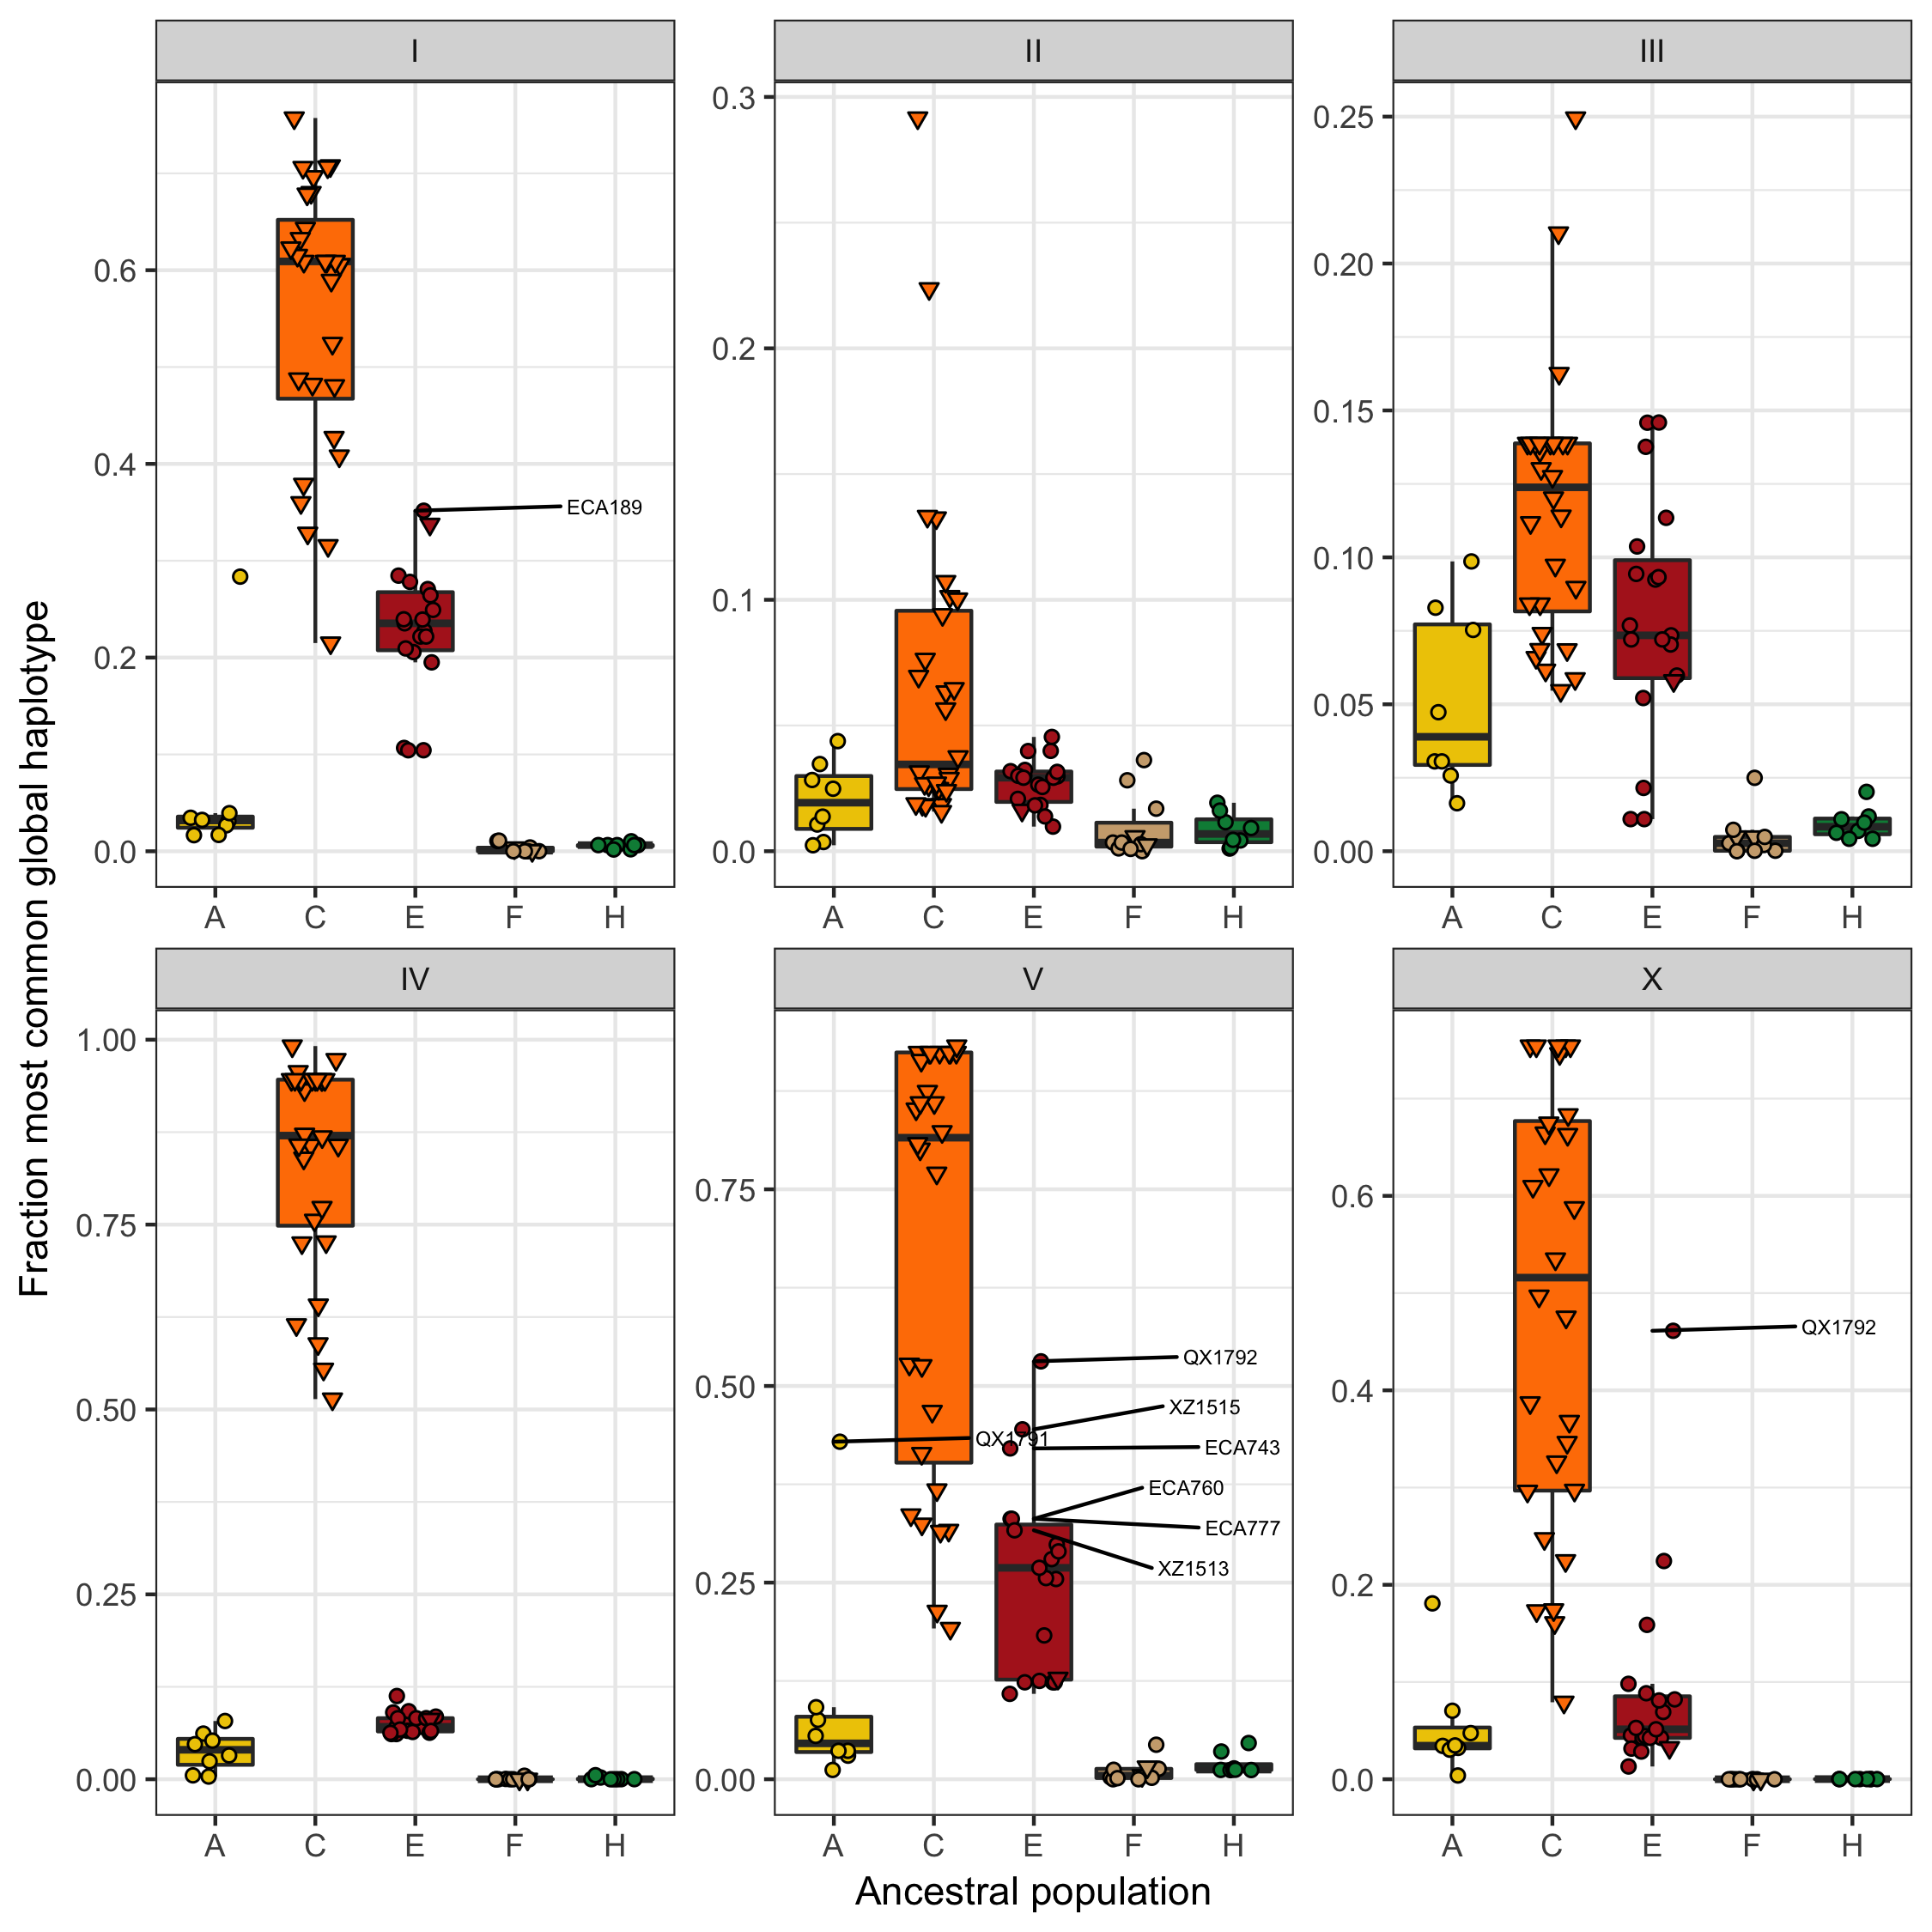 I
II
III
Fraction most common global haplotype
0.6
0.4
0.2
0.0
ECA189
A C E F H
0.3
0.2
0.1
0.0
A C E F H
0.25
0.20
0.15
0.10
0.05
0.00
A C E F H
IV
V
X
1.00
0.75
0.50
0.25
0.00
A C E F H
0.75
0.50
0.25
0.00
QX1792
XZ1515
QX1791
ECA743
ECA760
ECA777
XZ1513
A C E F H
0.6
0.4
0.2
0.0
QX1792
A C E F H
Ancestral population